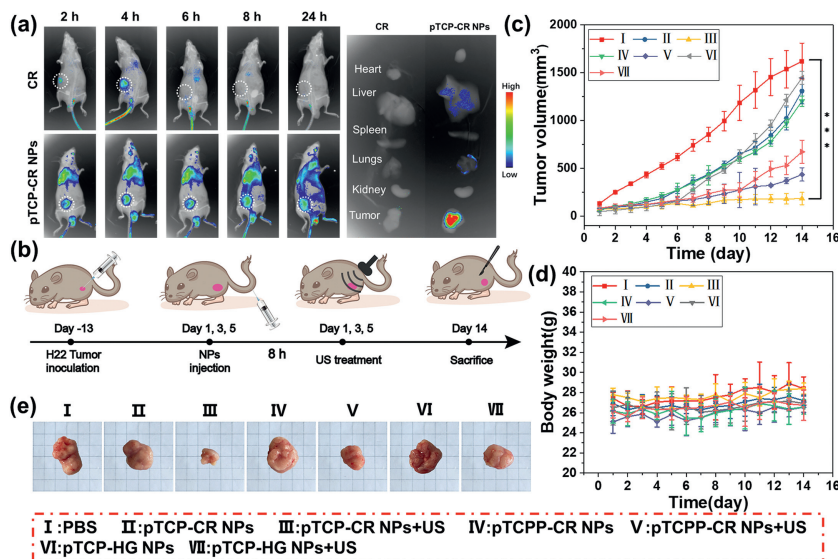 (a)
2 h 4 h 6 h 8 h 24 h
CR
pTCP-CR NPs
CR pTCP-CR NPs
Heart
Liver
Spleen
Lungs
Kidney
Tumor
High
Low
(b)
Day -13
H22 Tumor
inoculation
Day 1, 3, 5
NPs
injection
8 h
Day 1, 3, 5
US treatment
Day 14
Sacrifice
(c)
Tumor volume/mm³
2000
1500
1000
500
0
I II III
IV V VI
VII
***
0 2 4 6 8 10 12 14 16
Time (day)
(d)
Body weight(g)
40
38
36
34
32
30
28
26
24
22
20
I II III
IV V VI
VII
0 2 4 6 8 10 12 14 16
Time(day)
(e)
I II III IV V VI VII
I :PBS II:pTCP-CR NPs III:pTCP-CR NPs+US IV:pTCPP-CR NPs V:pTCPP-CR NPs+US
VI:pTCP-HG NPs VII:pTCP-HG NPs+US